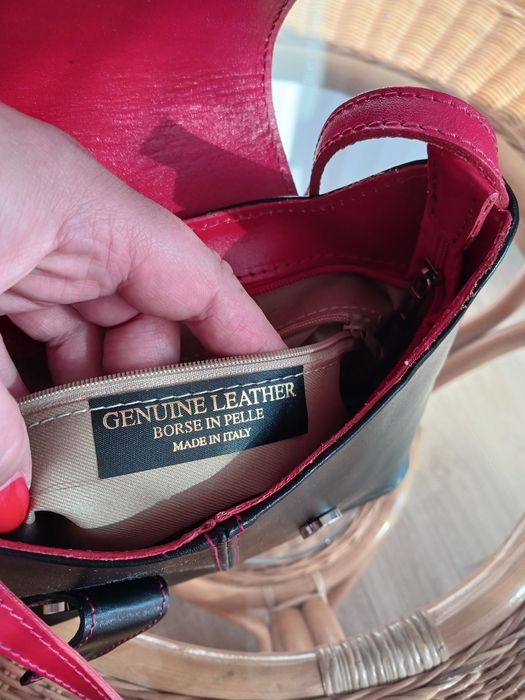 GENUINE LEATHER
BORSE IN PELLE
MADE IN ITALY